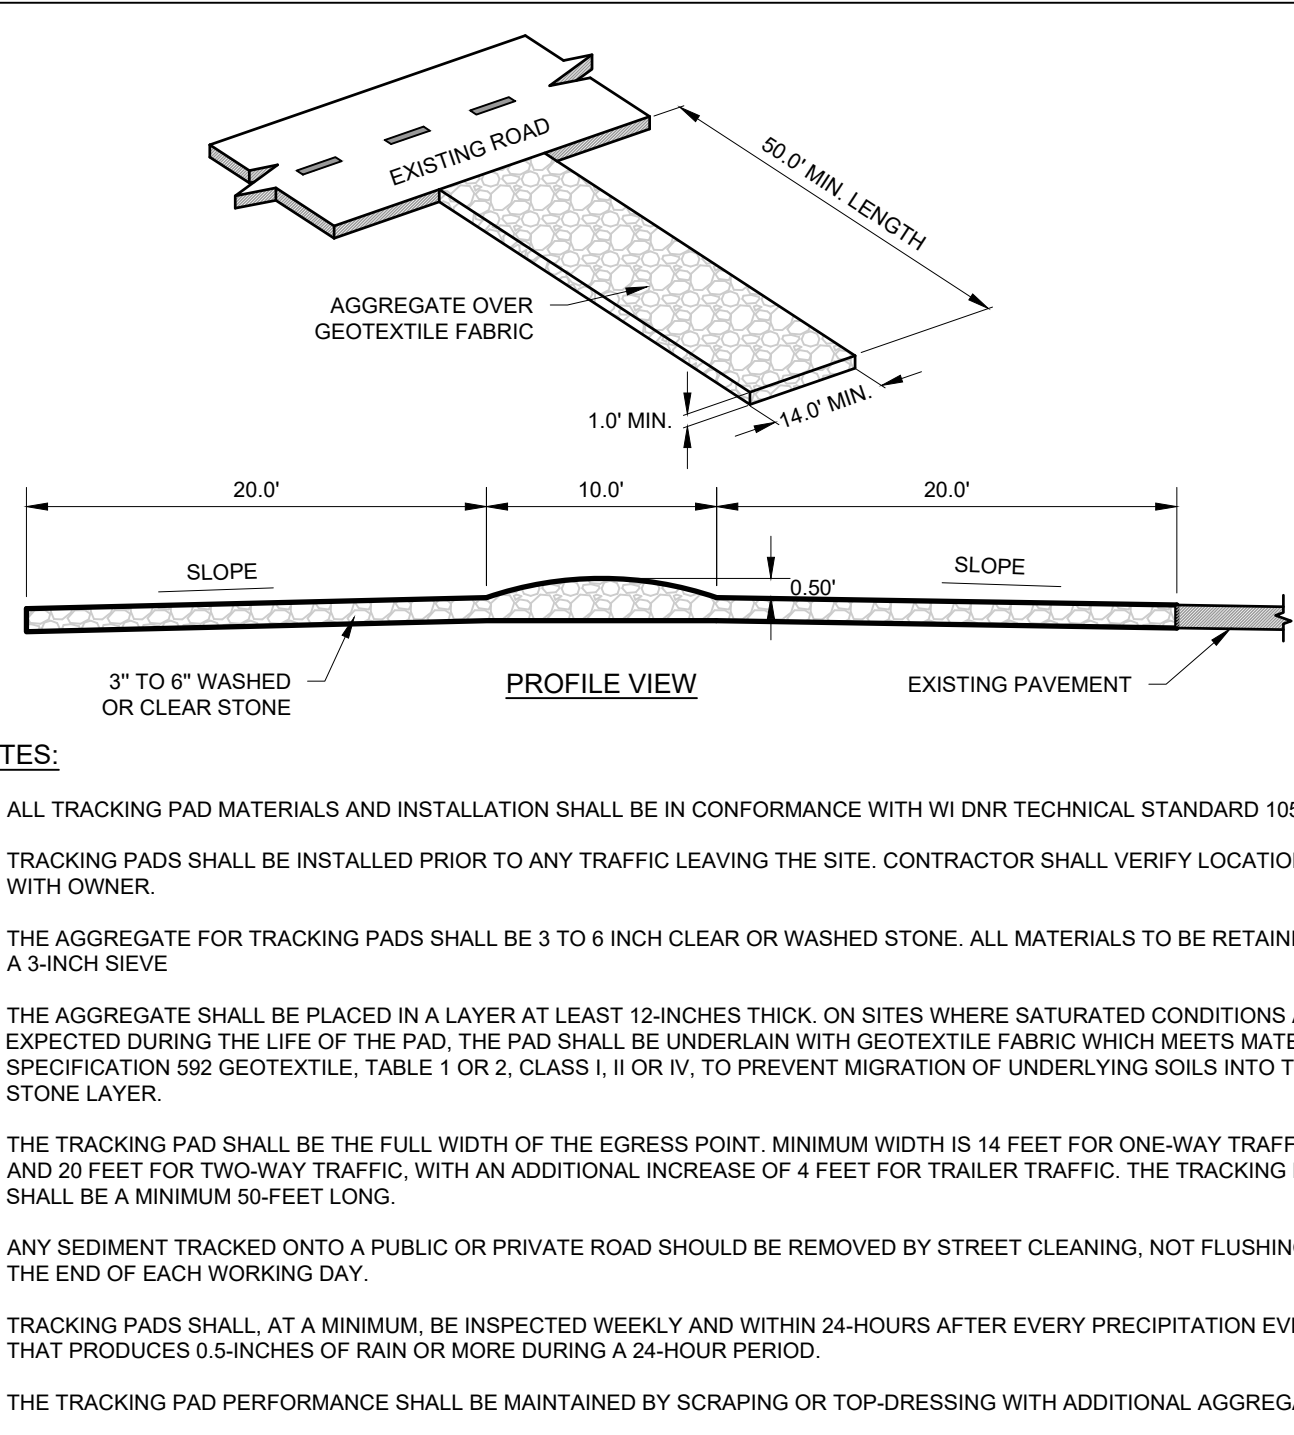 EXISTING ROAD
50.0' MIN. LENGTH
AGGREGATE OVER
GEOTEXTILE FABRIC
1.0' MIN.
14.0' MIN.
20.0'
10.0'
20.0'
SLOPE
SLOPE
0.50'
3" TO 6" WASHED
OR CLEAR STONE
PROFILE VIEW
EXISTING PAVEMENT
TES:
ALL TRACKING PAD MATERIALS AND INSTALLATION SHALL BE IN CONFORMANCE WITH WI DNR TECHNICAL STANDARD 105
TRACKING PADS SHALL BE INSTALLED PRIOR TO ANY TRAFFIC LEAVING THE SITE. CONTRACTOR SHALL VERIFY LOCATION
WITH OWNER.
THE AGGREGATE FOR TRACKING PADS SHALL BE 3 TO 6 INCH CLEAR OR WASHED STONE. ALL MATERIALS TO BE RETAIN
A 3-INCH SIEVE
THE AGGREGATE SHALL BE PLACED IN A LAYER AT LEAST 12-INCHES THICK. ON SITES WHERE SATURATED CONDITIONS A
EXPECTED DURING THE LIFE OF THE PAD, THE PAD SHALL BE UNDERLAIN WITH GEOTEXTILE FABRIC WHICH MEETS MATE
SPECIFICATION 592 GEOTEXTILE, TABLE 1 OR 2, CLASS I, II OR IV, TO PREVENT MIGRATION OF UNDERLYING SOILS INTO T
STONE LAYER.
THE TRACKING PAD SHALL BE THE FULL WIDTH OF THE EGRESS POINT. MINIMUM WIDTH IS 14 FEET FOR ONE-WAY TRAFF
AND 20 FEET FOR TWO-WAY TRAFFIC, WITH AN ADDITIONAL INCREASE OF 4 FEET FOR TRAILER TRAFFIC. THE TRACKING
SHALL BE A MINIMUM 50-FEET LONG.
ANY SEDIMENT TRACKED ONTO A PUBLIC OR PRIVATE ROAD SHOULD BE REMOVED BY STREET CLEANING, NOT FLUSHING
THE END OF EACH WORKING DAY.
TRACKING PADS SHALL, AT A MINIMUM, BE INSPECTED WEEKLY AND WITHIN 24-HOURS AFTER EVERY PRECIPITATION EVE
THAT PRODUCES 0.5-INCHES OF RAIN OR MORE DURING A 24-HOUR PERIOD.
THE TRACKING PAD PERFORMANCE SHALL BE MAINTAINED BY SCRAPING OR TOP-DRESSING WITH ADDITIONAL AGGREGA